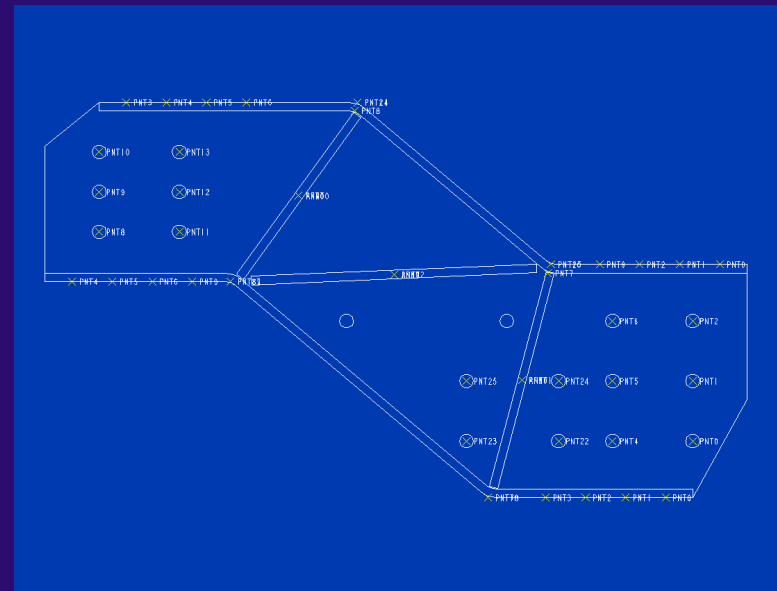 PNT3 PNT4 PNT5 PNT6 PNT24
PNT8
PNT10 PNT13
PNT9 PNT12
PNT8 PNT11
PNT4 PNT5 PNT6 PNT9
PNT25 PNT9 PNT2 PNT1 PNT0
PNT7
PNT6 PNT2
PNT25 PNT24 PNT5 PNT1
PNT23 PNT22 PNT4 PNT0
PNT3 PNT2 PNT1 PNT0